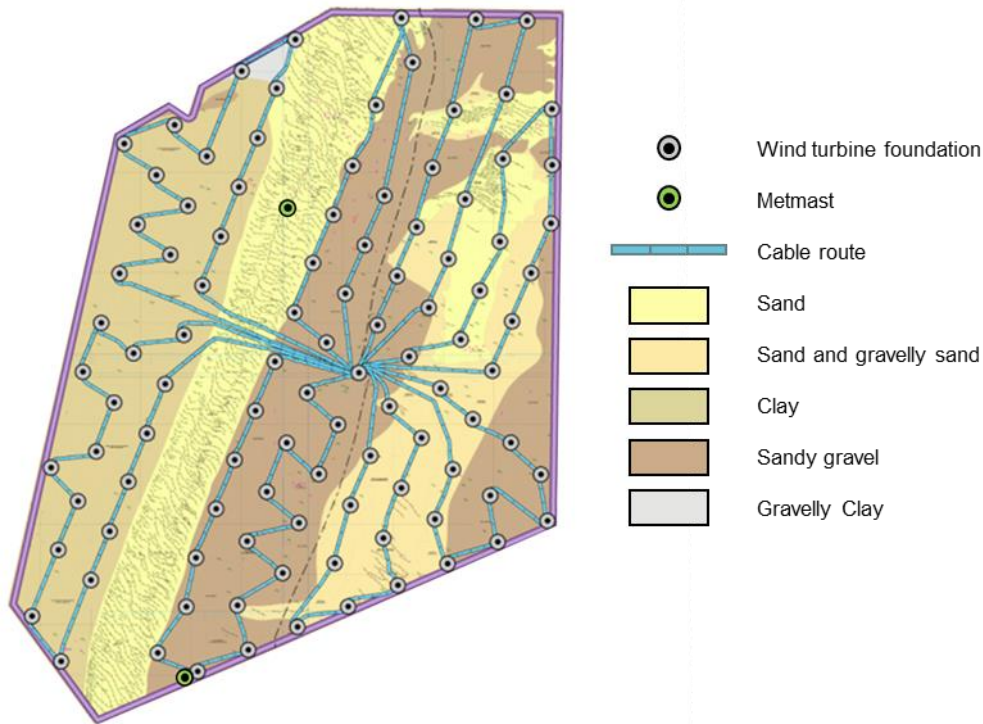 Wind turbine foundation
Metmast
Cable route
Sand
Sand and gravelly sand
Clay
Sandy gravel
Gravelly Clay